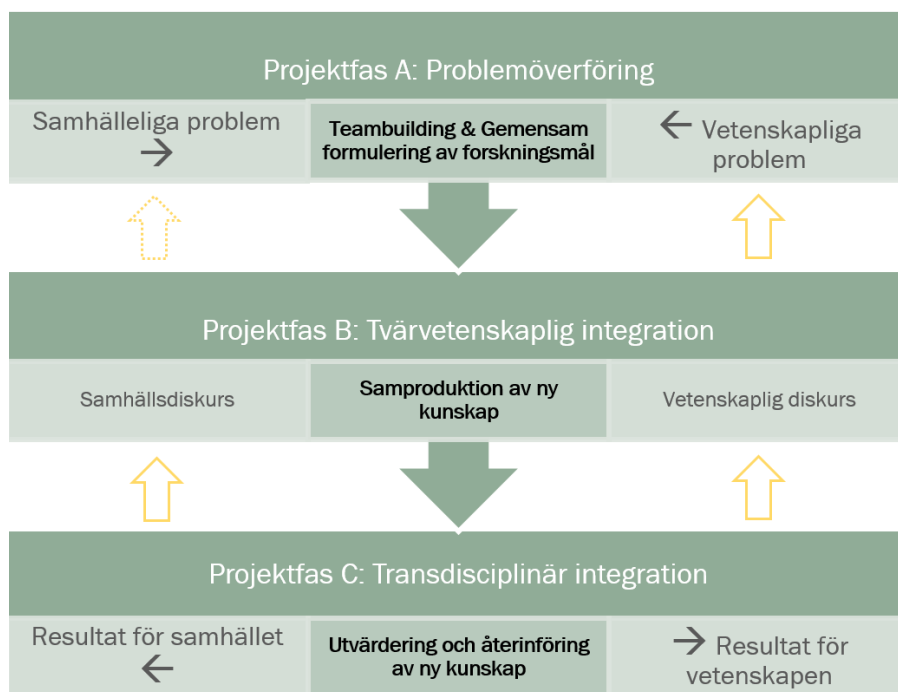 Projektfas A: Problemöverföring
Samhälleliga problem
→
Teambuilding & Gemensam
formulering av forskningsmål
← Vetenskapliga
problem
Projektfas B: Tvärvetenskaplig integration
Samhällsdiskurs
Samproduktion av ny
kunskap
Vetenskaplig diskurs
Projektfas C: Transdisciplinär integration
Resultat för samhället
←
Utvärdering och återinföring
av ny kunskap
→ Resultat för
vetenskapen